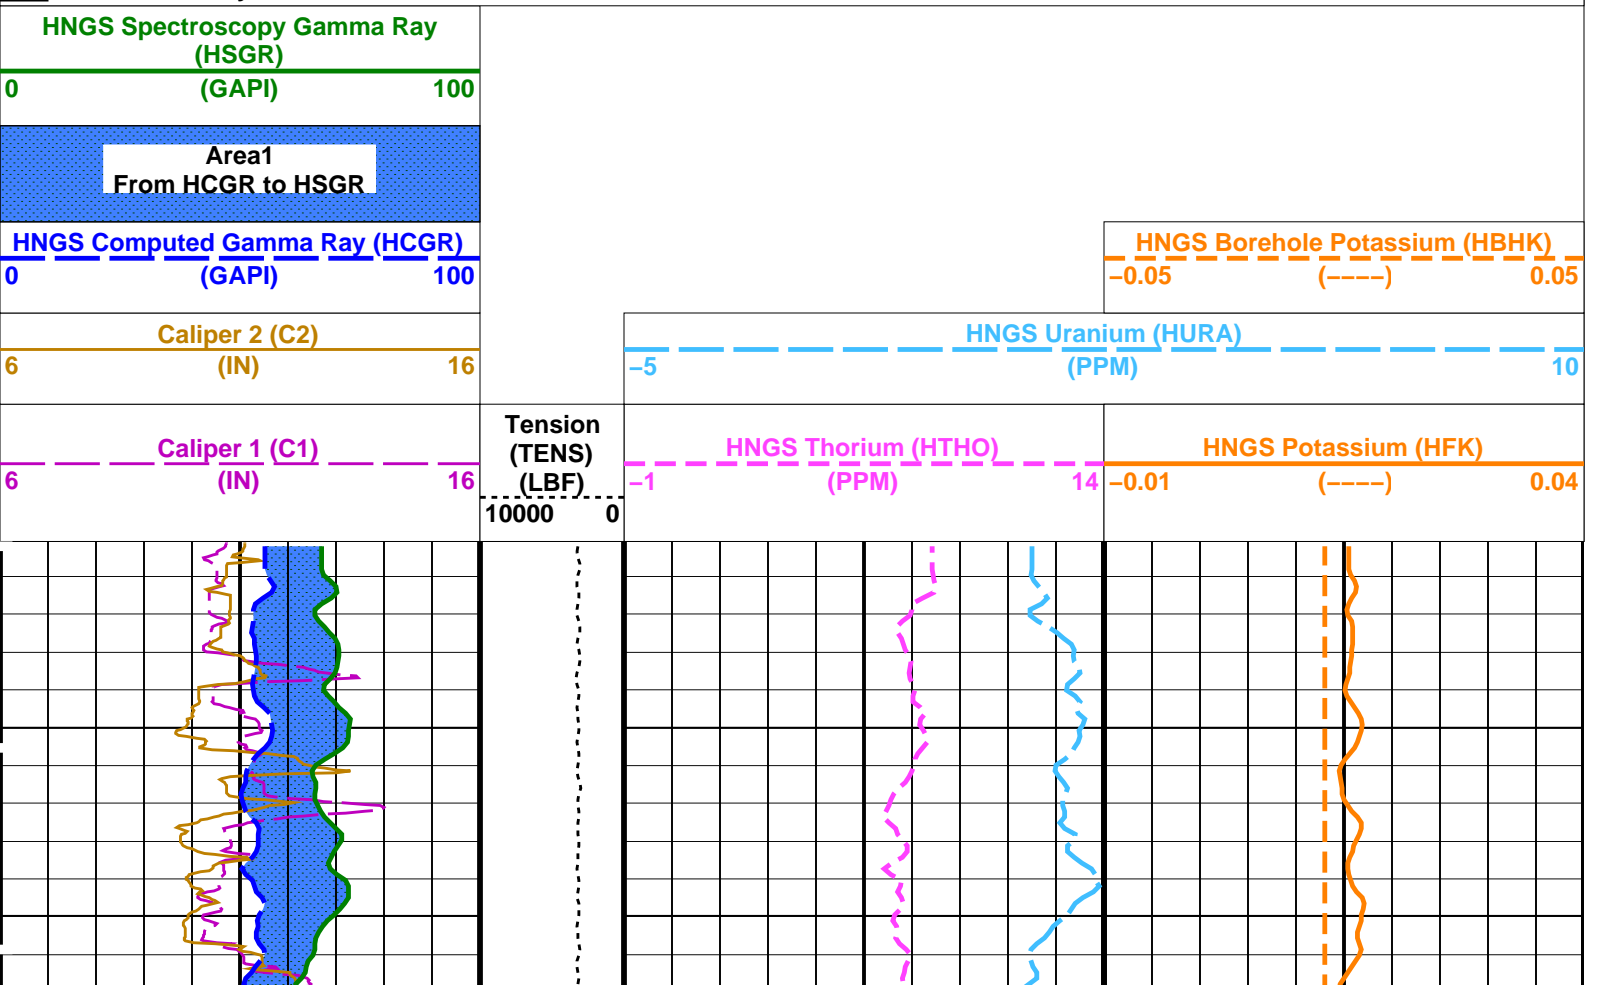 HNGS Spectroscopy Gamma Ray
(HSGR)
0 (GAPI) 100
Area1
From HCGR to HSGR
HNGS Computed Gamma Ray (HCGR)
0 (GAPI) 100
HNGS Borehole Potassium (HBHK)
−0.05 (−−−−) 0.05
Caliper 2 (C2)
6 (IN) 16
HNGS Uranium (HURA)
−5 (PPM) 10
Caliper 1 (C1)
6 (IN) 16
Tension
(TENS)
(LBF)
10000 0
HNGS Thorium (HTHO)
−1 (PPM) 14
HNGS Potassium (HFK)
−0.01 (−−−−) 0.04